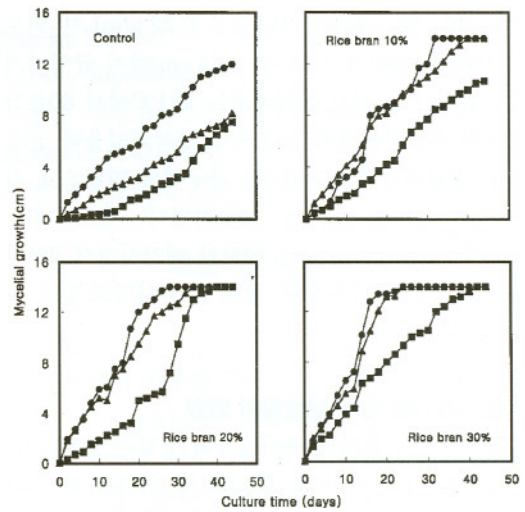 Control
Rice bran 10%
Rice bran 20%
Rice bran 30%
Mycelial growth(cm)
Culture time (days)
16
12
8
4
0
16
12
8
4
0
0 10 20 30 40 50
0 10 20 30 40 50